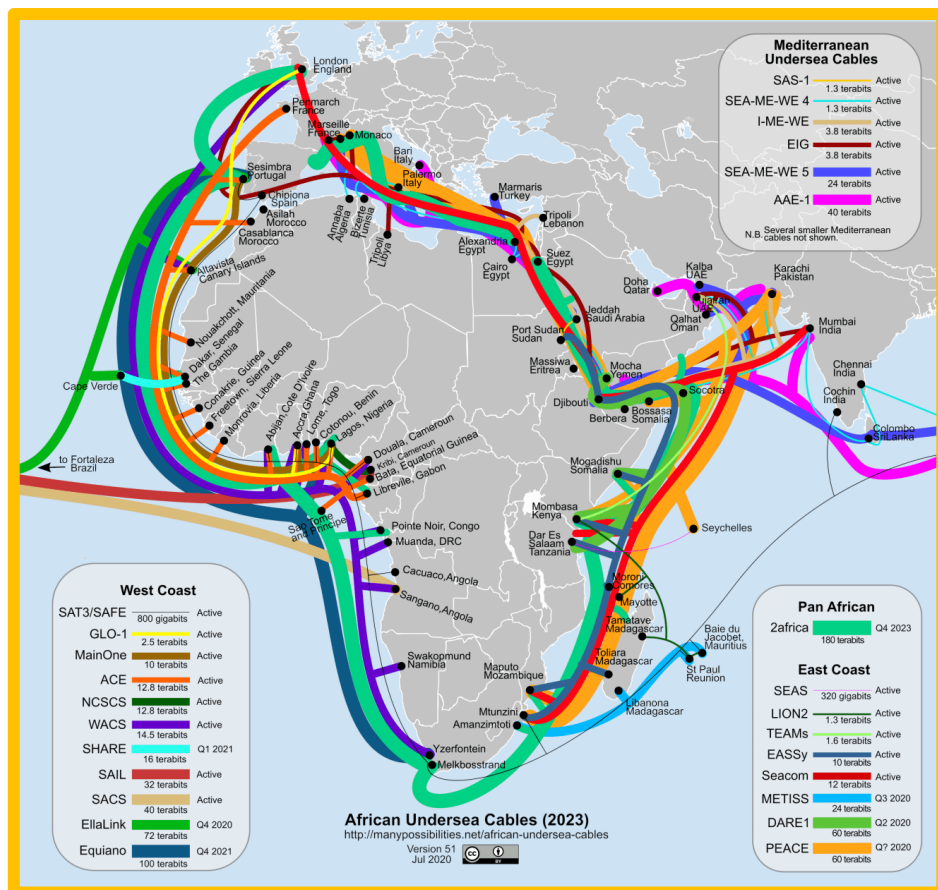 London
England
Penmarch
France
Marseille
France
Monaco
Bari
Italy
Palermo
Italy
Sesimbra
Portugal
Chipiona
Spain
Asilah
Morocco
Casablanca
Morocco
Annaba
Algeria
Bizerte
Tunisia
Tripoli
Libya
Marmaris
Turkey
Tripoli
Lebanon
Alexandria
Egypt
Cairo
Egypt
Suez
Egypt
Altavista
Canary Islands
Nouakchott, Mauritania
Dakar, Senegal
The Gambia
Cape Verde
Conakrie, Guinea
Freetown, Sierra Leone
Monrovia, Liberia
Abijan,Cote D'Ivoire
Accra, Ghana
Lome, Togo
Cotonou, Benin
Lagos, Nigeria
Douala, Cameroun
Kribi, Cameroun
Bata, Equatorial Guinea
Libreville, Gabon
Sao Tome
and Principe
to Fortaleza
Brazil
Pointe Noir, Congo
Muanda, DRC
Cacuaco,Angola
Sangano,Angola
Swakopmund
Namibia
Yzerfontein
Melkbosstrand
Doha
Qatar
Kalba
UAE
Fujairah
UAE
Qalhat
Oman
Karachi
Pakistan
Mumbai
India
Chennai
India
Cochin
India
Colombo
SriLanka
Jeddah
Saudi Arabia
Port Sudan
Sudan
Massiwa
Eritrea
Mocha
Yemen
Djibouti
Socotra
Berbera
Bossasa
Somalia
Mogadishu
Somalia
Mombasa
Kenya
Dar Es
Salaam
Tanzania
Seychelles
Moroni
Comores
Mayotte
Tamatave
Madagascar
Baie du
Jacobet,
Mauritius
St Paul
Reunion
Toliara
Madagascar
Libanona
Madagascar
Maputo
Mozambique
Mtunzini
Amanzimtoti
Mediterranean
Undersea Cables
SAS-1 Active
1.3 terabits
SEA-ME-WE 4 Active
1.3 terabits
I-ME-WE Active
3.8 terabits
EIG Active
3.8 terabits
SEA-ME-WE 5 Active
24 terabits
AAE-1 Active
40 terabits
N.B. Several smaller Mediterranean
cables not shown.
West Coast
SAT3/SAFE Active
800 gigabits
GLO-1 Active
2.5 terabits
MainOne Active
10 terabits
ACE Active
12.8 terabits
NCSCS Active
12.8 terabits
WACS Active
14.5 terabits
SHARE Q1 2021
16 terabits
SAIL Active
32 terabits
SACS Active
40 terabits
EllaLink Q4 2020
72 terabits
Equiano Q4 2021
100 terabits
Pan African
2africa Q4 2023
180 terabits
East Coast
SEAS Active
320 gigabits
LION2 Active
1.3 terabits
TEAMs Active
1.6 terabits
EASSy Active
10 terabits
Seacom Active
12 terabits
METISS Q3 2020
24 terabits
DARE1 Q2 2020
60 terabits
PEACE Q? 2020
60 terabits
African Undersea Cables (2023)
http://manypossibilities.net/african-undersea-cables
Version 51
Jul 2020
cc
BY